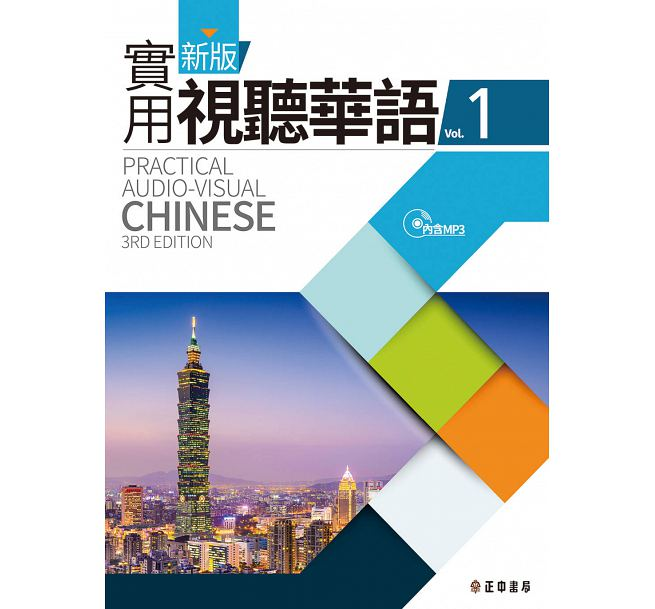 新版
實用
視聽華語
Vol. 1
PRACTICAL
AUDIO-VISUAL
CHINESE
3RD EDITION
內含MP3
正中書局